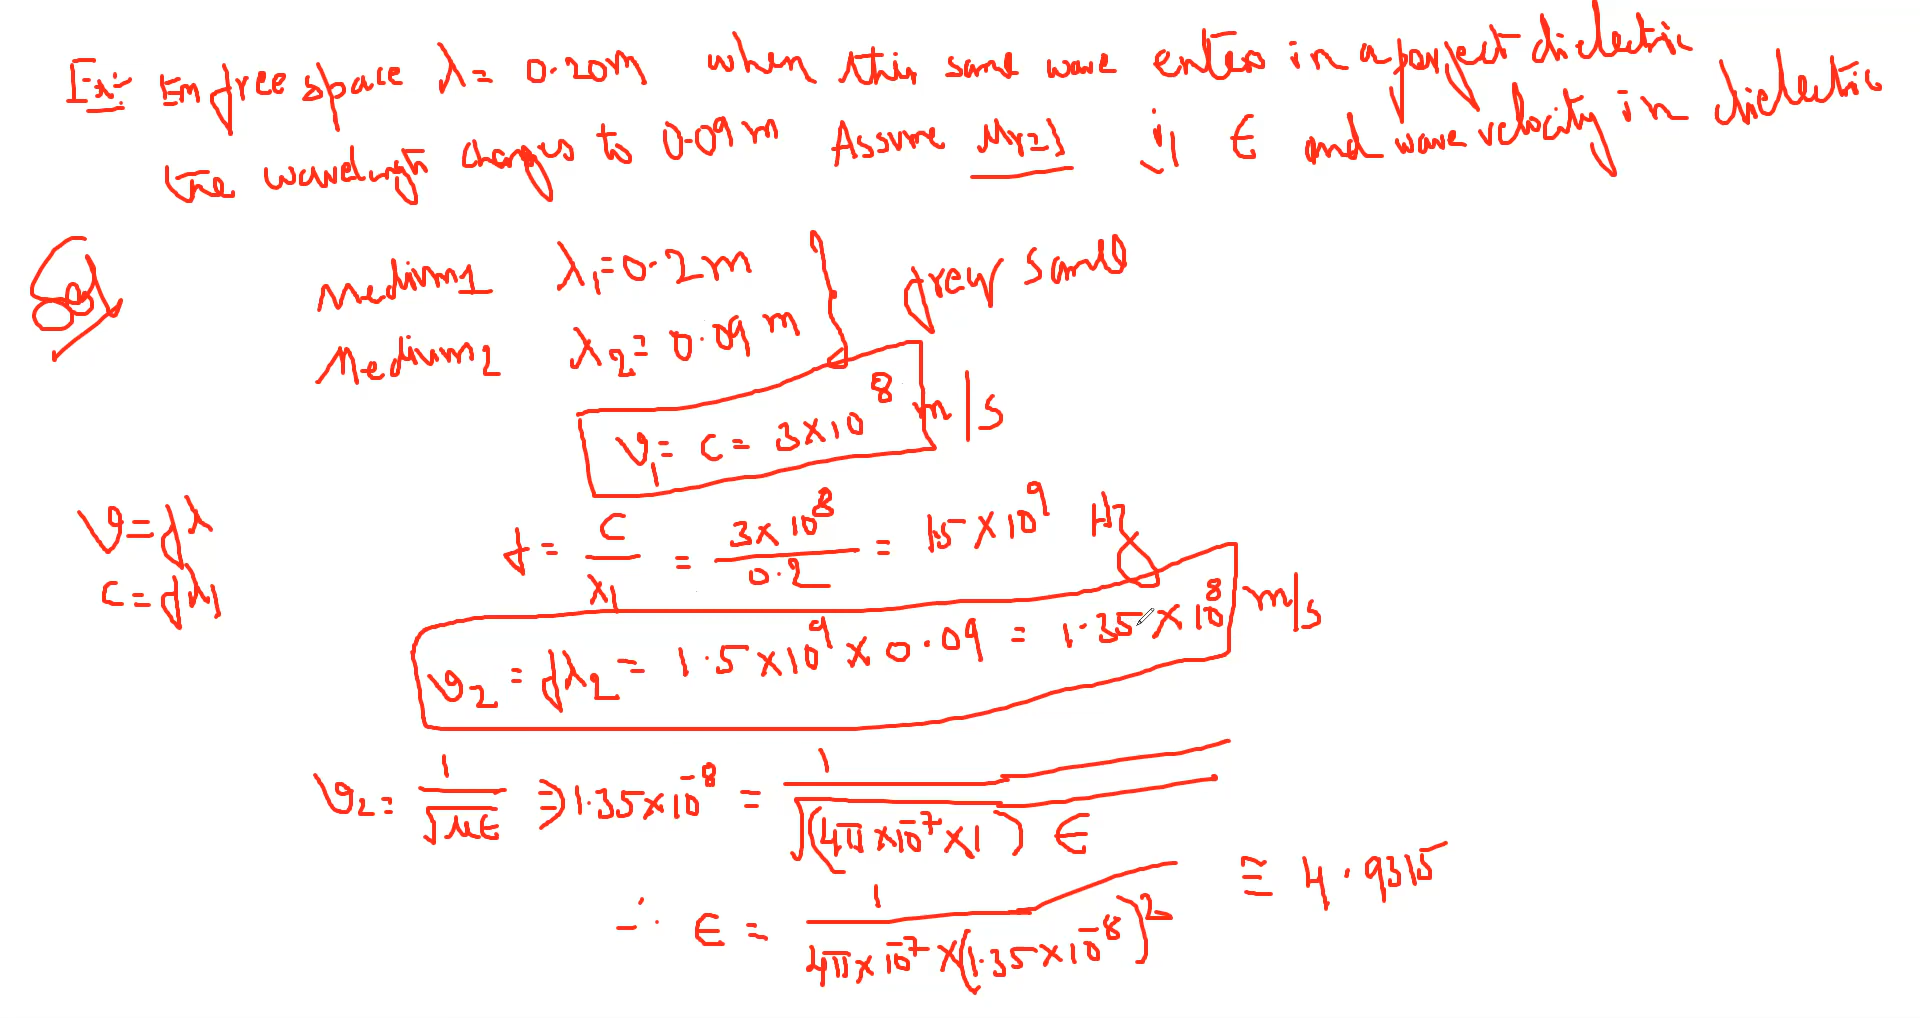 Ex:- Em free space λ = 0.20m when this same wave enters in a perfect dielectric
the wavelength changes to 0.09m Assume μr=1 ij ε and wave velocity in dielectric
Sol
medium1 λ1=0.2m
Medium2 λ2= 0.09 m
freq same
v1= c= 3×10^8 m/s
v=fλ
c=fλ1
f = c/λ1 = 3×10^8/0.2 = 1.5×10^9 Hz
v2 = fλ2 = 1.5×10^9×0.09 = 1.35×10^8 m/s
v2= 1/√με ⇒ 1.35×10^-8 = 1/√(4π×10^-7×1) ε
∴ ε = 1/4π×10^-7×(1.35×10^-8)^2 ≅ 4.9315